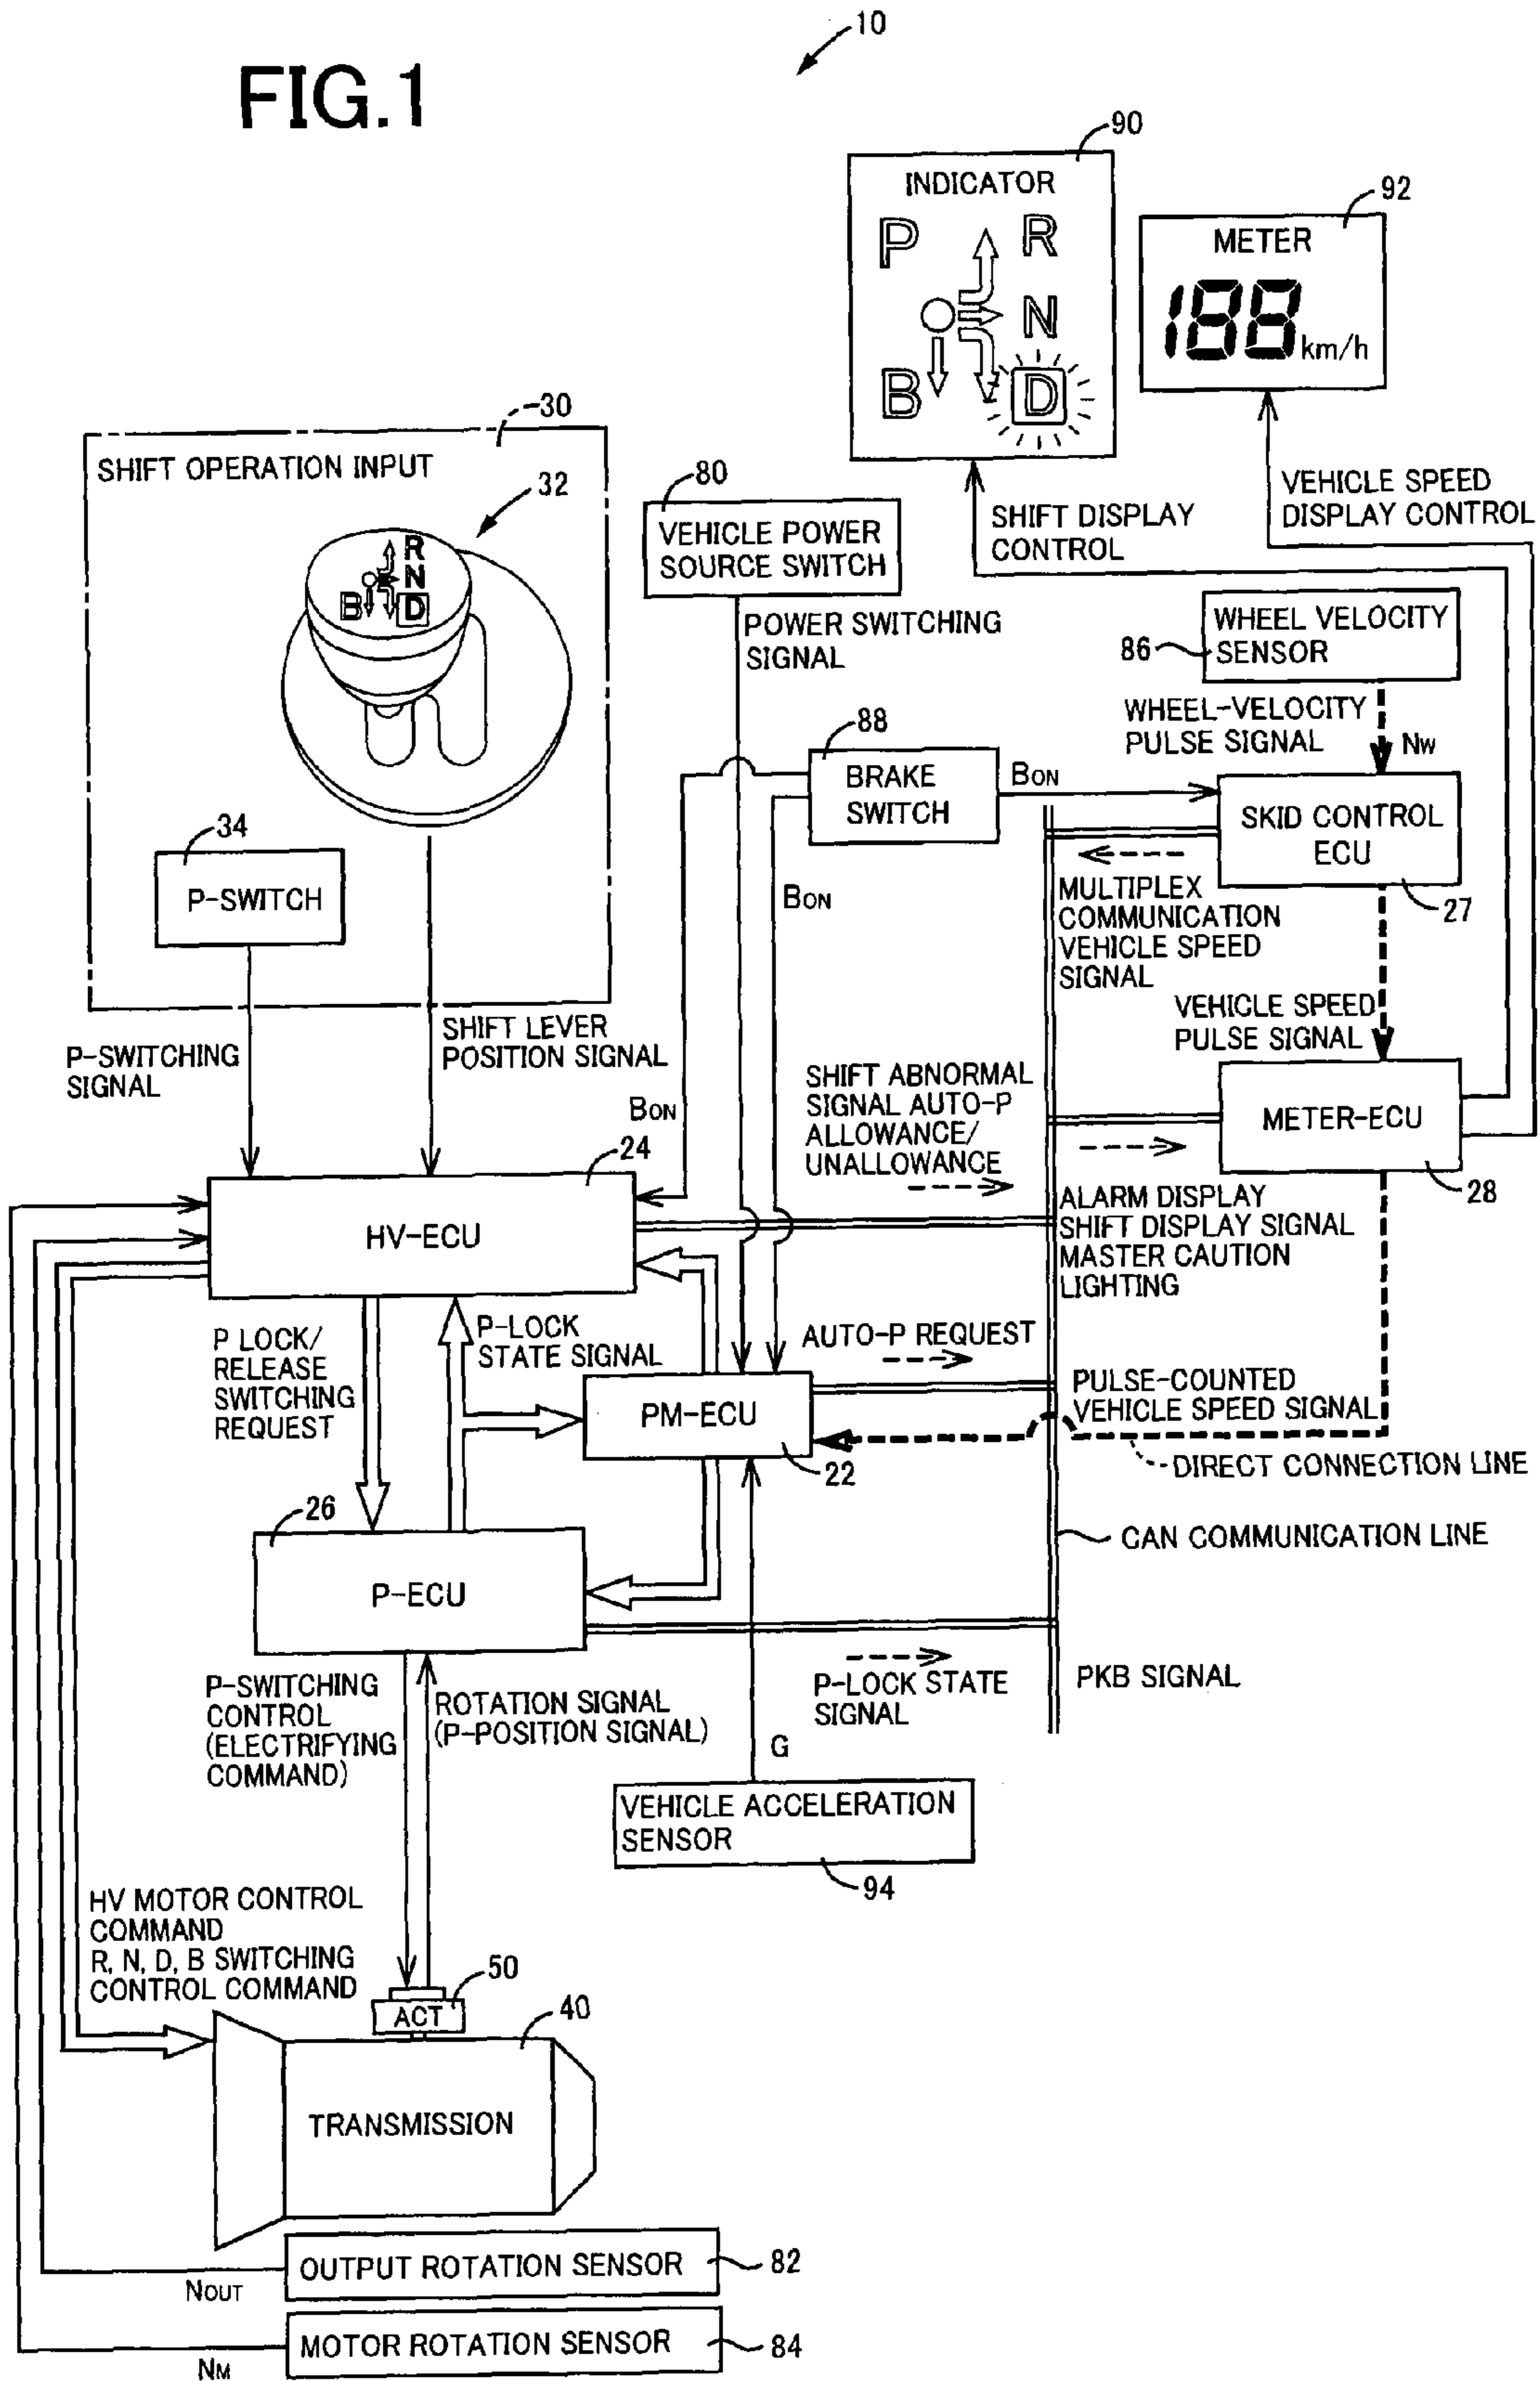 10
FIG.1
90
INDICATOR
P
R
N
B
D
92
METER
188 km/h
30
SHIFT OPERATION INPUT
32
R
N
B
D
80
VEHICLE POWER
SOURCE SWITCH
SHIFT DISPLAY
CONTROL
VEHICLE SPEED
DISPLAY CONTROL
POWER SWITCHING
SIGNAL
86
WHEEL VELOCITY
SENSOR
WHEEL-VELOCITY
PULSE SIGNAL
NW
88
BRAKE
SWITCH
BON
SKID CONTROL
ECU
27
34
P-SWITCH
BON
MULTIPLEX
COMMUNICATION
VEHICLE SPEED
SIGNAL
VEHICLE SPEED
PULSE SIGNAL
P-SWITCHING
SIGNAL
SHIFT LEVER
POSITION SIGNAL
BON
SHIFT ABNORMAL
SIGNAL AUTO-P
ALLOWANCE/
UNALLOWANCE
METER-ECU
28
24
HV-ECU
ALARM DISPLAY
SHIFT DISPLAY SIGNAL
MASTER CAUTION
LIGHTING
P LOCK/
RELEASE
SWITCHING
REQUEST
P-LOCK
STATE SIGNAL
AUTO-P REQUEST
PM-ECU
22
PULSE-COUNTED
VEHICLE SPEED SIGNAL
DIRECT CONNECTION LINE
26
P-ECU
CAN COMMUNICATION LINE
P-SWITCHING
CONTROL
(ELECTRIFYING
COMMAND)
ROTATION SIGNAL
(P-POSITION SIGNAL)
P-LOCK STATE
SIGNAL
PKB SIGNAL
G
VEHICLE ACCELERATION
SENSOR
94
HV MOTOR CONTROL
COMMAND
R, N, D, B SWITCHING
CONTROL COMMAND
50
ACT
40
TRANSMISSION
OUTPUT ROTATION SENSOR
82
NOUT
MOTOR ROTATION SENSOR
84
NM